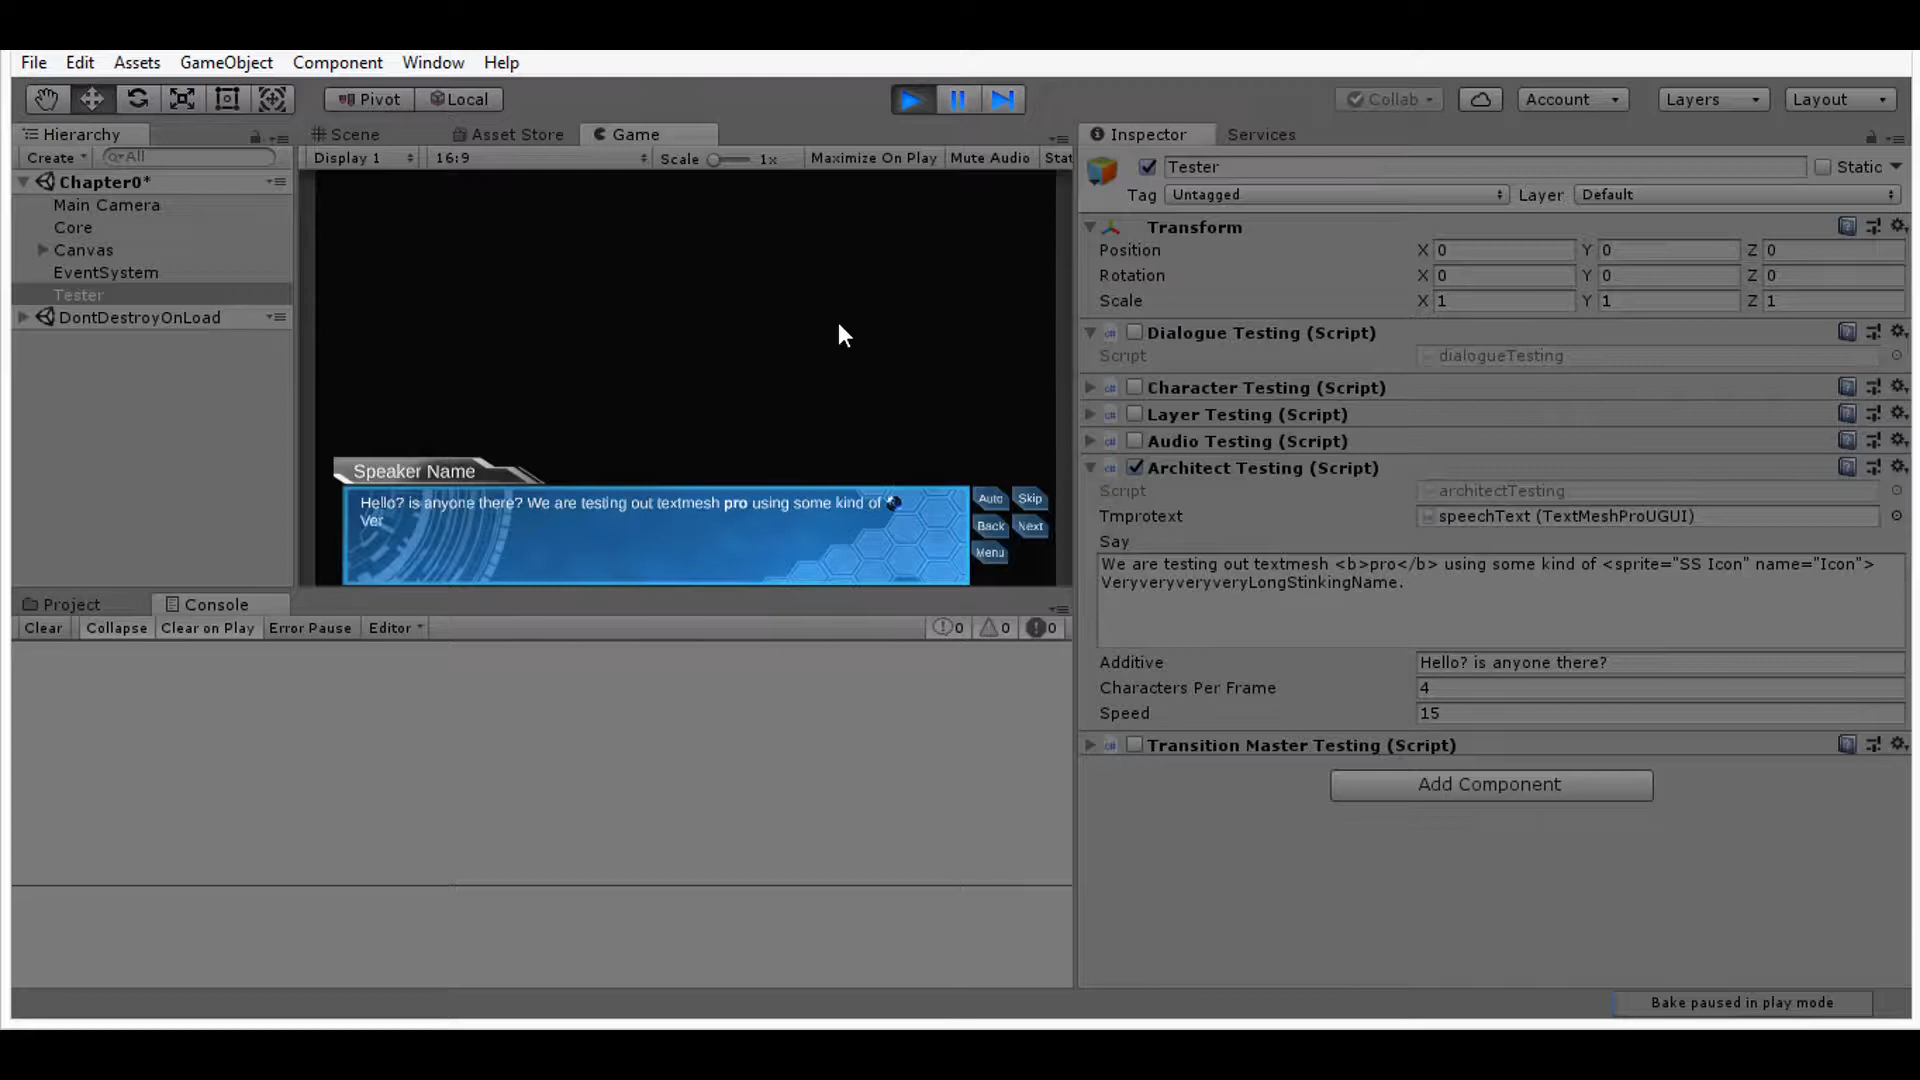 File Edit Assets GameObject Component Window Help
Pivot Local Collab Account Layers Layout
Hierarchy Scene Asset Store Game Inspector Services
Create All Display 1 16:9 Scale 1x Maximize On Play Mute Audio Stat
Chapter0*
Main Camera
Core
Canvas
EventSystem
Tester
DontDestroyOnLoad
Speaker Name
Hello? is anyone there? We are testing out textmesh pro using some kind of
Ver
Auto Skip
Back Next
Menu
Project Console
Clear Collapse Clear on Play Error Pause Editor 0 0 0
Tester Static
Tag Untagged Layer Default
Transform
Position X 0 Y 0 Z 0
Rotation X 0 Y 0 Z 0
Scale X 1 Y 1 Z 1
Dialogue Testing (Script)
Script dialogueTesting
Character Testing (Script)
Layer Testing (Script)
Audio Testing (Script)
Architect Testing (Script)
Script architectTesting
Tmprotext speechText (TextMeshProUGUI)
Say
We are testing out textmesh <b>pro</b> using some kind of <sprite="SS Icon" name="Icon">
VeryveryveryveryLongStinkingName.
Additive Hello? is anyone there?
Characters Per Frame 4
Speed 15
Transition Master Testing (Script)
Add Component
Bake paused in play mode